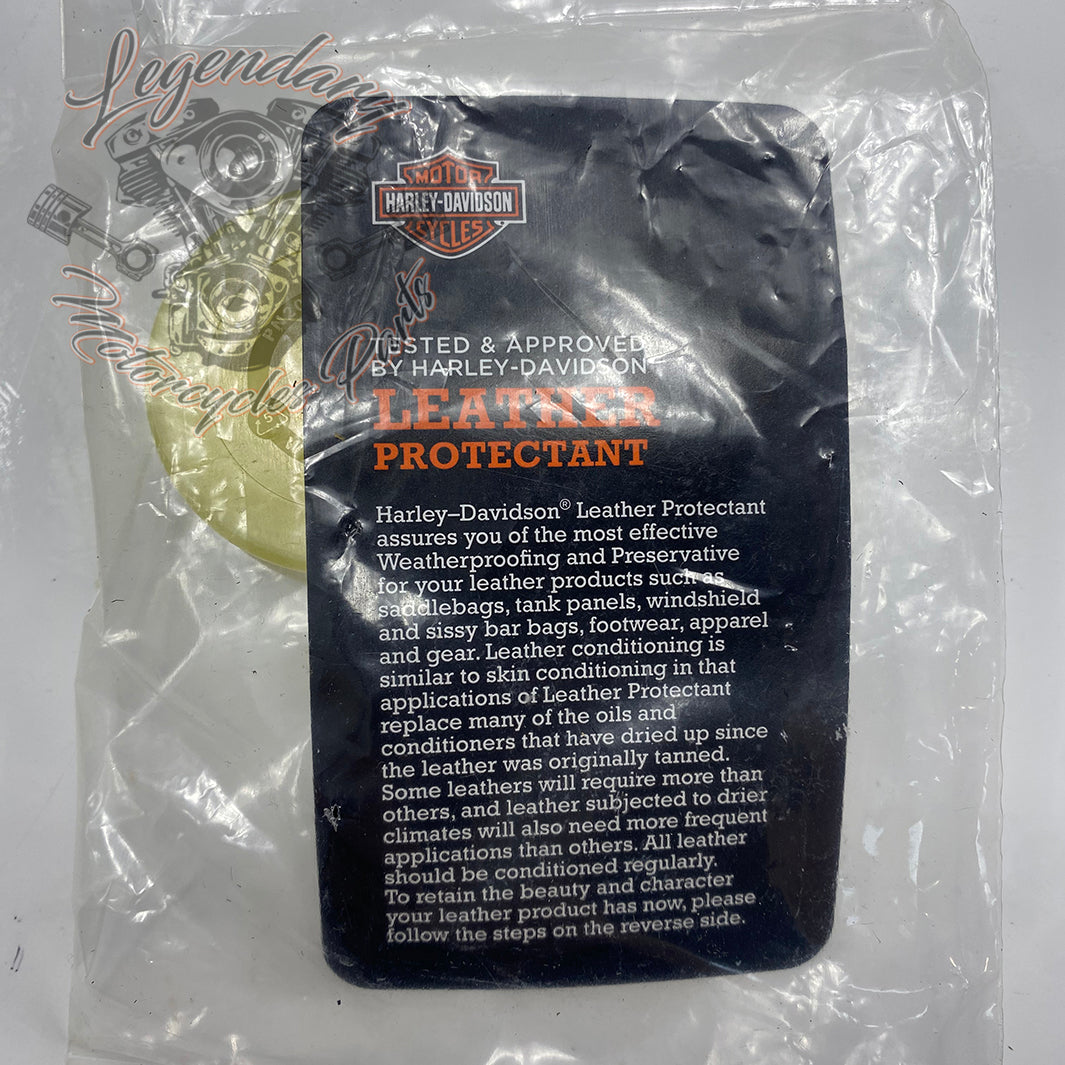 Legendary
Motorcycle's Parts
MOTOR
HARLEY-DAVIDSON
CYCLES
TESTED & APPROVED
BY HARLEY-DAVIDSON
LEATHER
PROTECTANT
Harley–Davidson® Leather Protectant
assures you of the most effective
Weatherproofing and Preservative
for your leather products such as
saddlebags, tank panels, windshield
and sissy bar bags, footwear, apparel
and gear. Leather conditioning is
similar to skin conditioning in that
applications of Leather Protectant
replace many of the oils and
conditioners that have dried up since
the leather was originally tanned.
Some leathers will require more than
others, and leather subjected to drier
climates will also need more frequent
applications than others. All leather
should be conditioned regularly.
To retain the beauty and character
your leather product has now, please
follow the steps on the reverse side.